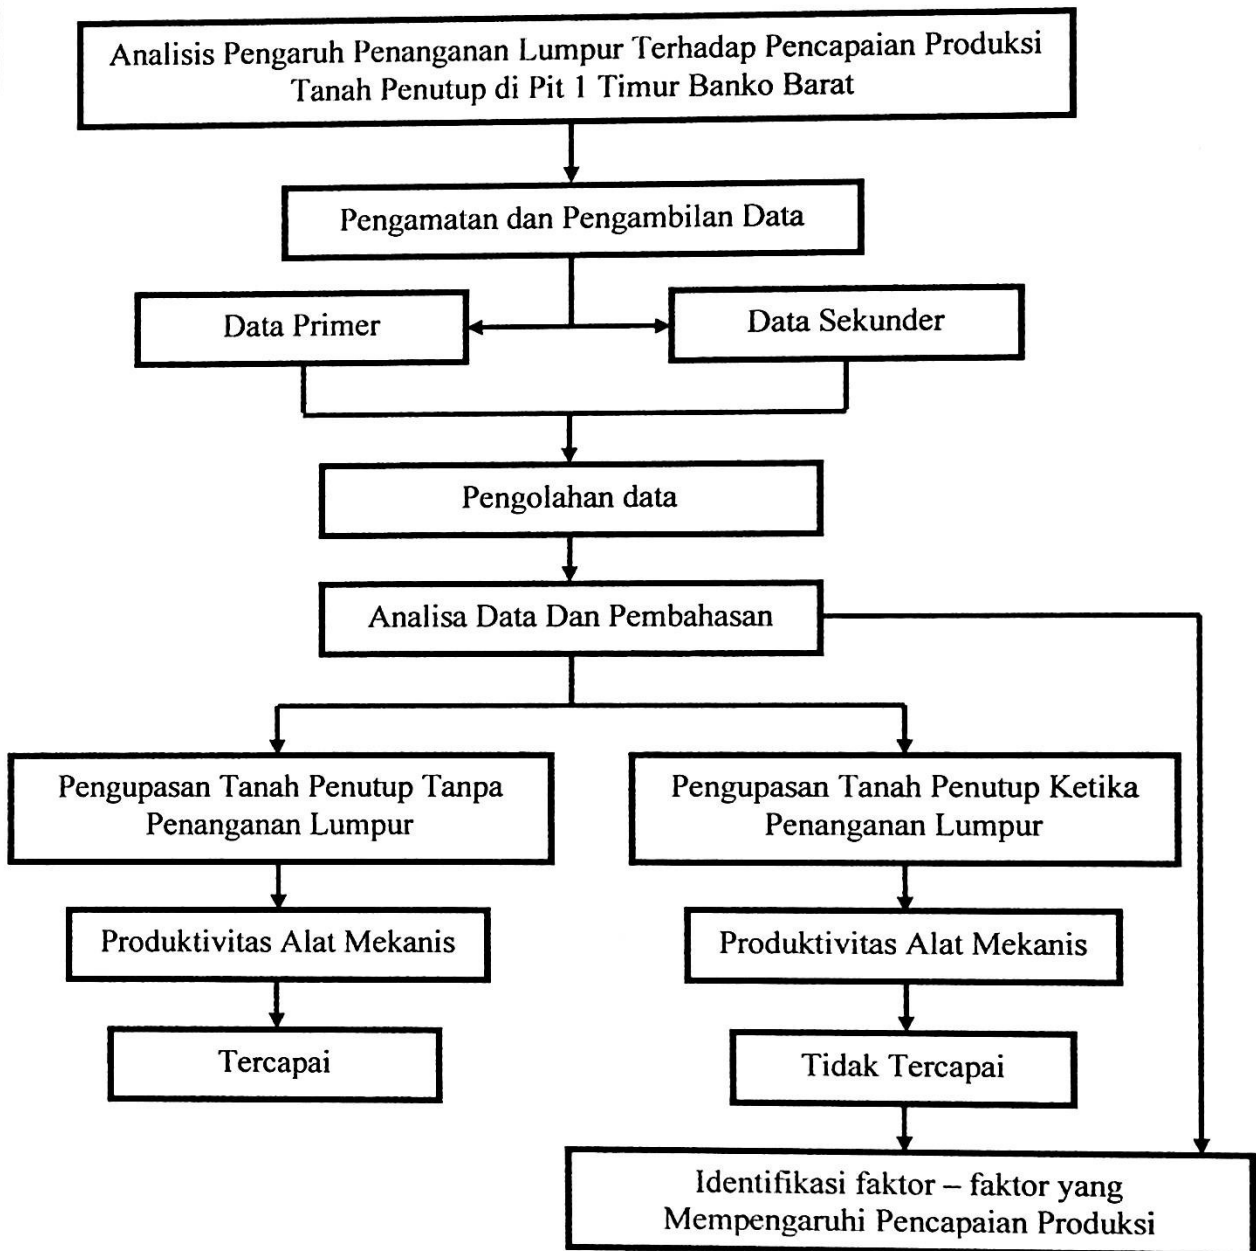 Analisis Pengaruh Penanganan Lumpur Terhadap Pencapaian Produksi
Tanah Penutup di Pit 1 Timur Banko Barat
Pengamatan dan Pengambilan Data
Data Primer
Data Sekunder
Pengolahan data
Analisa Data Dan Pembahasan
Pengupasan Tanah Penutup Tanpa
Penanganan Lumpur
Pengupasan Tanah Penutup Ketika
Penanganan Lumpur
Produktivitas Alat Mekanis
Produktivitas Alat Mekanis
Tercapai
Tidak Tercapai
Identifikasi faktor – faktor yang
Mempengaruhi Pencapaian Produksi